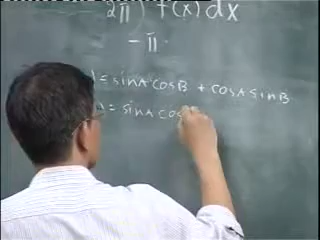 2π) f(x) dx
-π
) = sinA cosB + cosA sinB
) = sinA cos